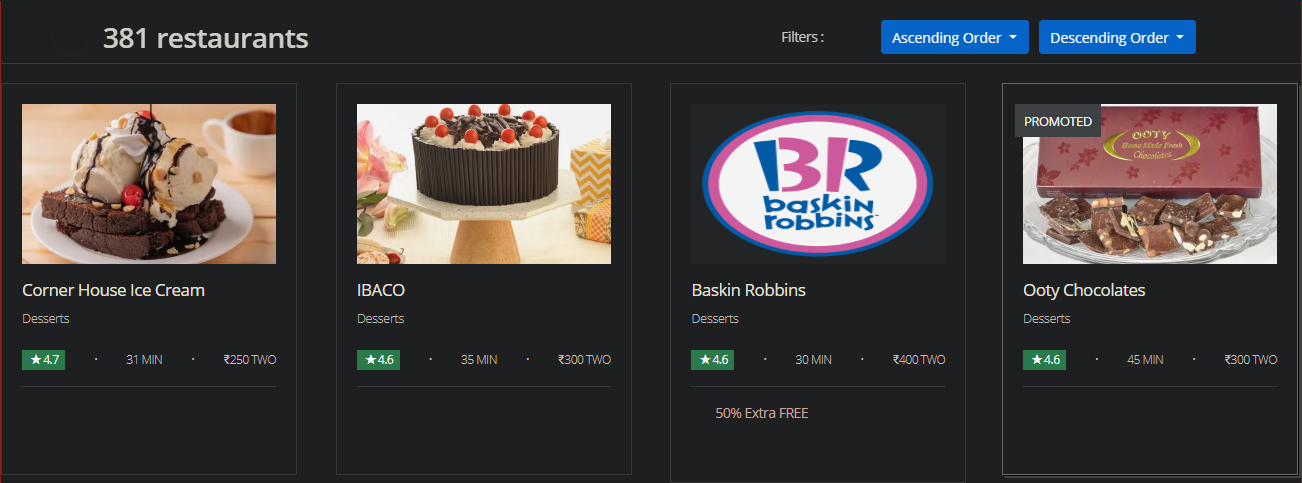 381 restaurants
Filters :
Ascending Order
Descending Order
baskin
robbins
BR
PROMOTED
OOTY
Home Made Fresh
Chocolates
Corner House Ice Cream
IBACO
Baskin Robbins
Ooty Chocolates
Desserts
Desserts
Desserts
Desserts
★4.7 · 31 MIN · ₹250 TWO
★4.6 · 35 MIN · ₹300 TWO
★4.6 · 30 MIN · ₹400 TWO
★4.6 · 45 MIN · ₹300 TWO
50% Extra FREE